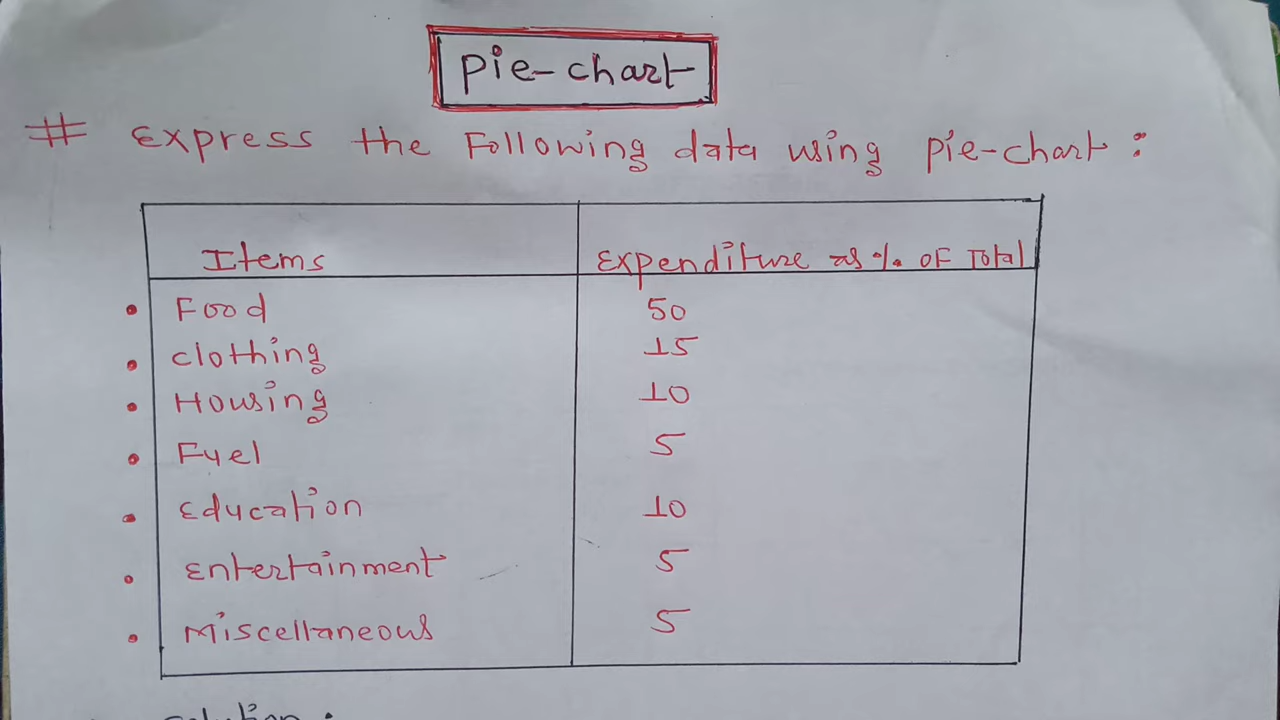 Pie-chart
# Express the Following data using pie-chart :
Items Expenditure as % of Total
• Food 50
• Clothing 15
• Housing 10
• Fuel 5
• Education 10
• Entertainment 5
• Miscellaneous 5
Solution :